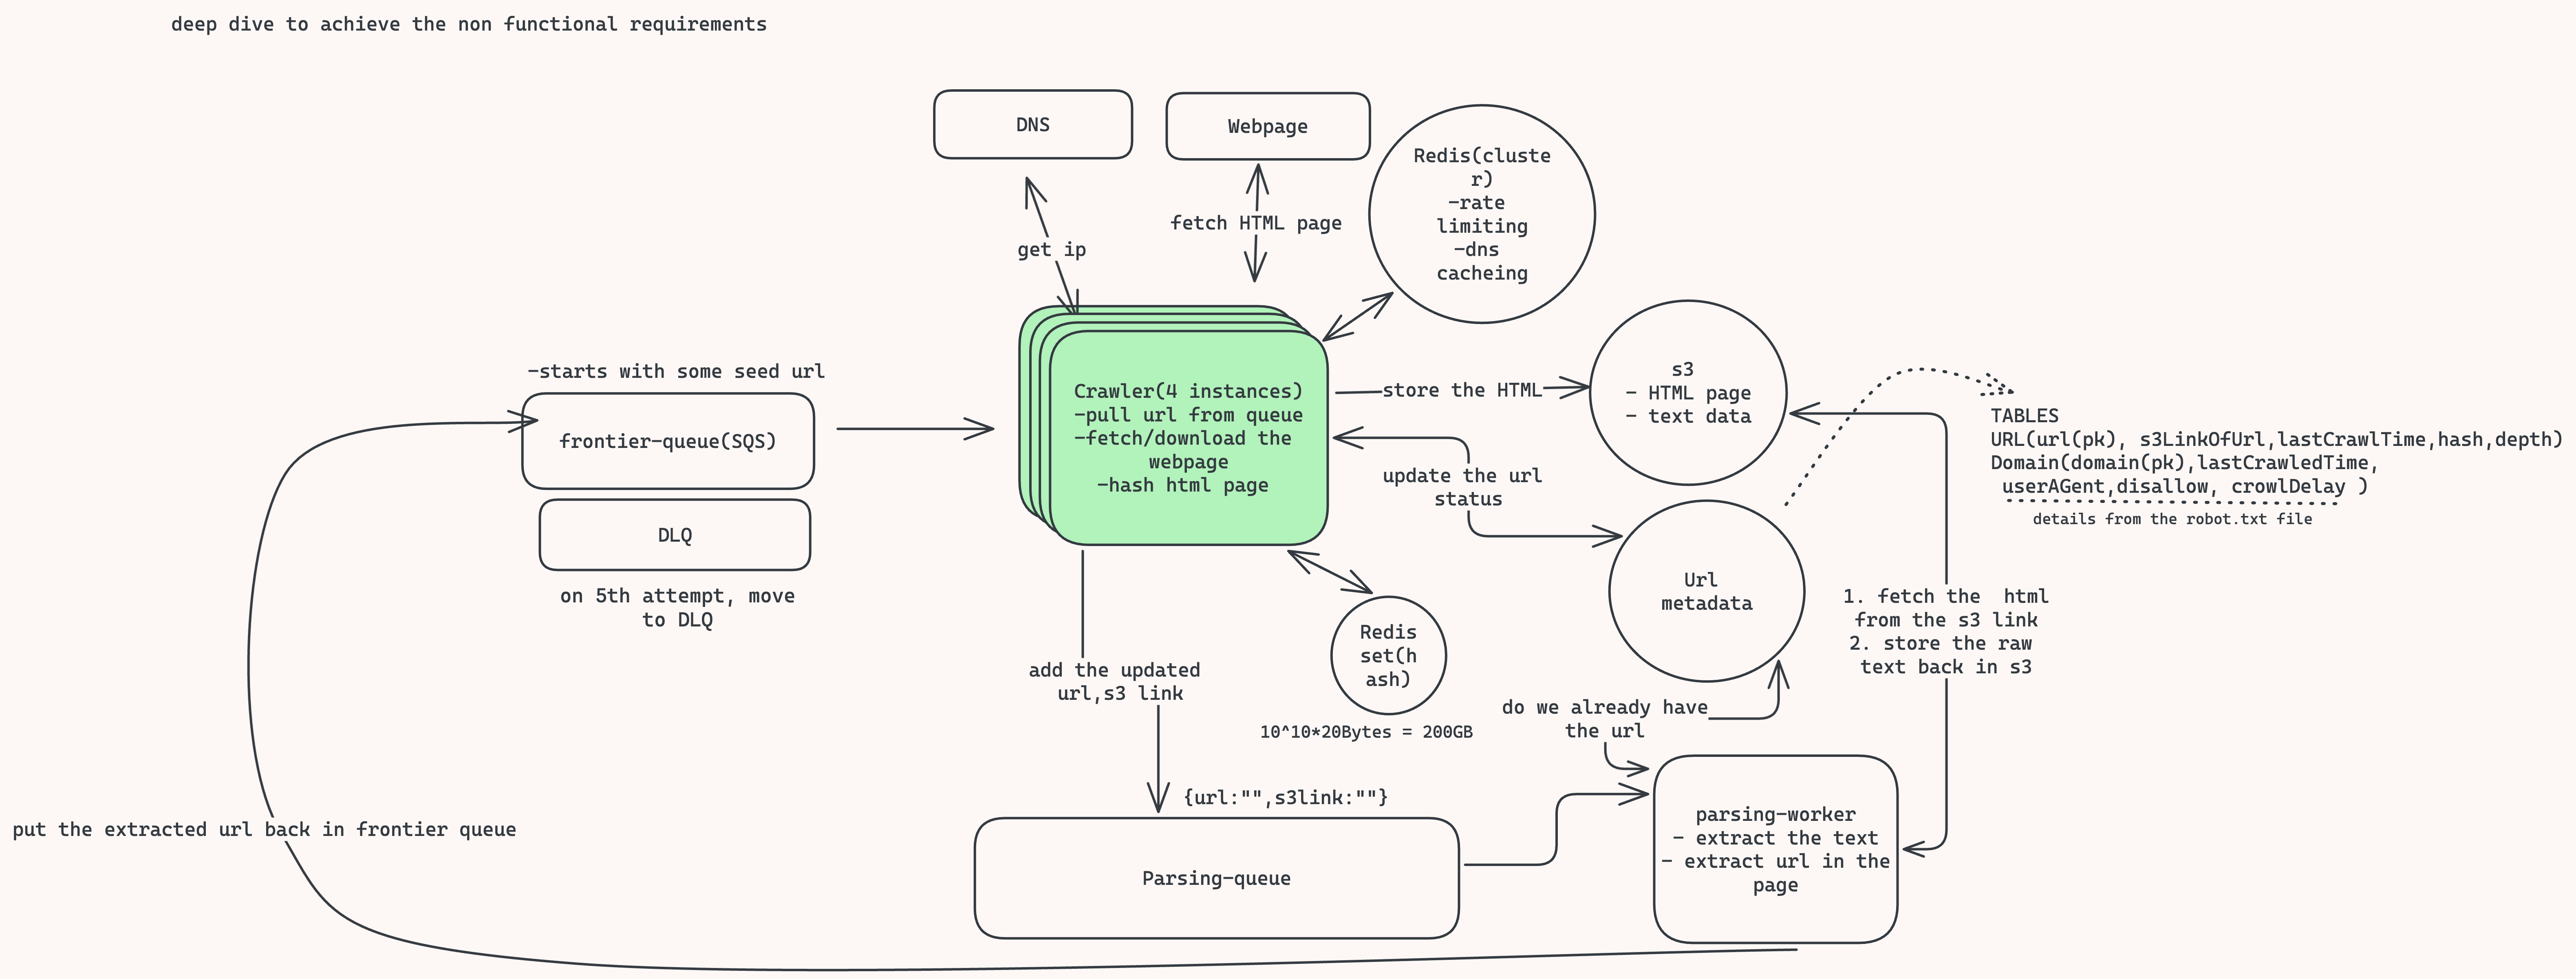 deep dive to achieve the non functional requirements
DNS
Webpage
Redis(cluste
r)
-rate
limiting
-dns
cacheing
get ip
fetch HTML page
-starts with some seed url
frontier-queue(SQS)
DLQ
on 5th attempt, move
to DLQ
Crawler(4 instances)
-pull url from queue
-fetch/download the
webpage
-hash html page
store the HTML
s3
- HTML page
- text data
update the url
status
TABLES
URL(url(pk), s3LinkOfUrl,lastCrawlTime,hash,depth)
Domain(domain(pk),lastCrawledTime,
userAGent,disallow, crowlDelay )
details from the robot.txt file
Url
metadata
1. fetch the  html
from the s3 link
2. store the raw
text back in s3
Redis
set(h
ash)
10^10*20Bytes = 200GB
add the updated
url,s3 link
do we already have
the url
{url:"",s3link:""}
Parsing-queue
parsing-worker
- extract the text
- extract url in the
page
put the extracted url back in frontier queue